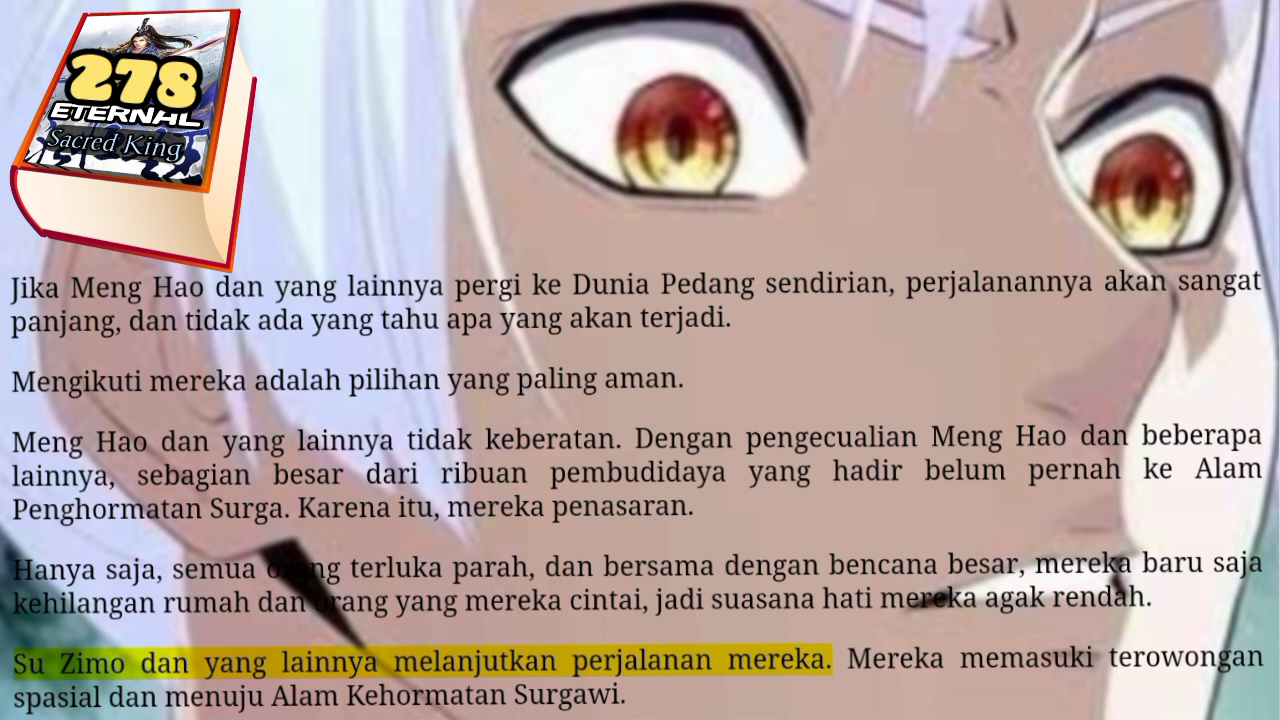 278
ETERNAL
Sacred King
Jika Meng Hao dan yang lainnya pergi ke Dunia Pedang sendirian, perjalanannya akan sangat
panjang, dan tidak ada yang tahu apa yang akan terjadi.
Mengikuti mereka adalah pilihan yang paling aman.
Meng Hao dan yang lainnya tidak keberatan. Dengan pengecualian Meng Hao dan beberapa
lainnya, sebagian besar dari ribuan pembudidaya yang hadir belum pernah ke Alam
Penghormatan Surga. Karena itu, mereka penasaran.
Hanya saja, semua orang terluka parah, dan bersama dengan bencana besar, mereka baru saja
kehilangan rumah dan orang yang mereka cintai, jadi suasana hati mereka agak rendah.
Su Zimo dan yang lainnya melanjutkan perjalanan mereka. Mereka memasuki terowongan
spasial dan menuju Alam Kehormatan Surgawi.